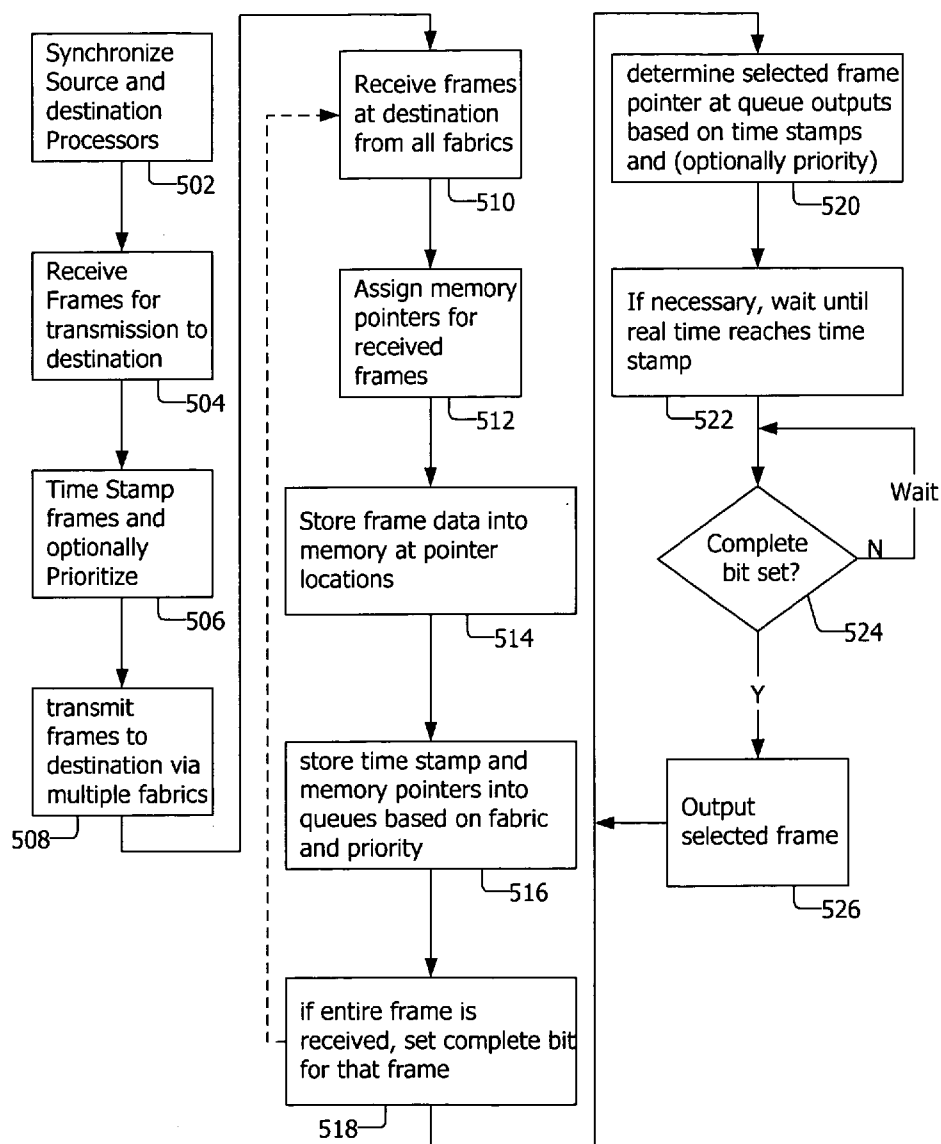 Synchronize
Source and
destination
Processors
502
Receive
Frames for
transmission to
destination
504
Time Stamp
frames and
optionally
Prioritize
506
transmit
frames to
destination via
multiple fabrics
508
Receive frames
at destination
from all fabrics
510
Assign memory
pointers for
received
frames
512
Store frame data into
memory at pointer
locations
514
store time stamp and
memory pointers into
queues based on fabric
and priority
516
if entire frame is
received, set complete bit
for that frame
518
determine selected frame
pointer at queue outputs
based on time stamps
and (optionally priority)
520
If necessary, wait until
real time reaches time
stamp
522
Wait
Complete
bit set?
N
524
Y
Output
selected frame
526